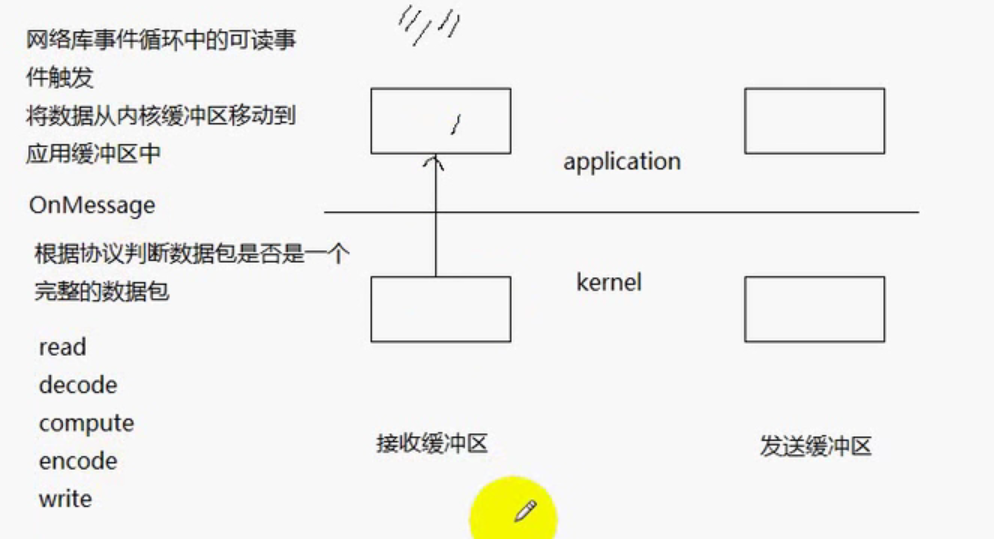 网络库事件循环中的可读事
件触发
将数据从内核缓冲区移动到
应用缓冲区中
OnMessage
根据协议判断数据包是否是一个
完整的数据包
read
decode
compute
encode
write
application
kernel
接收缓冲区
发送缓冲区